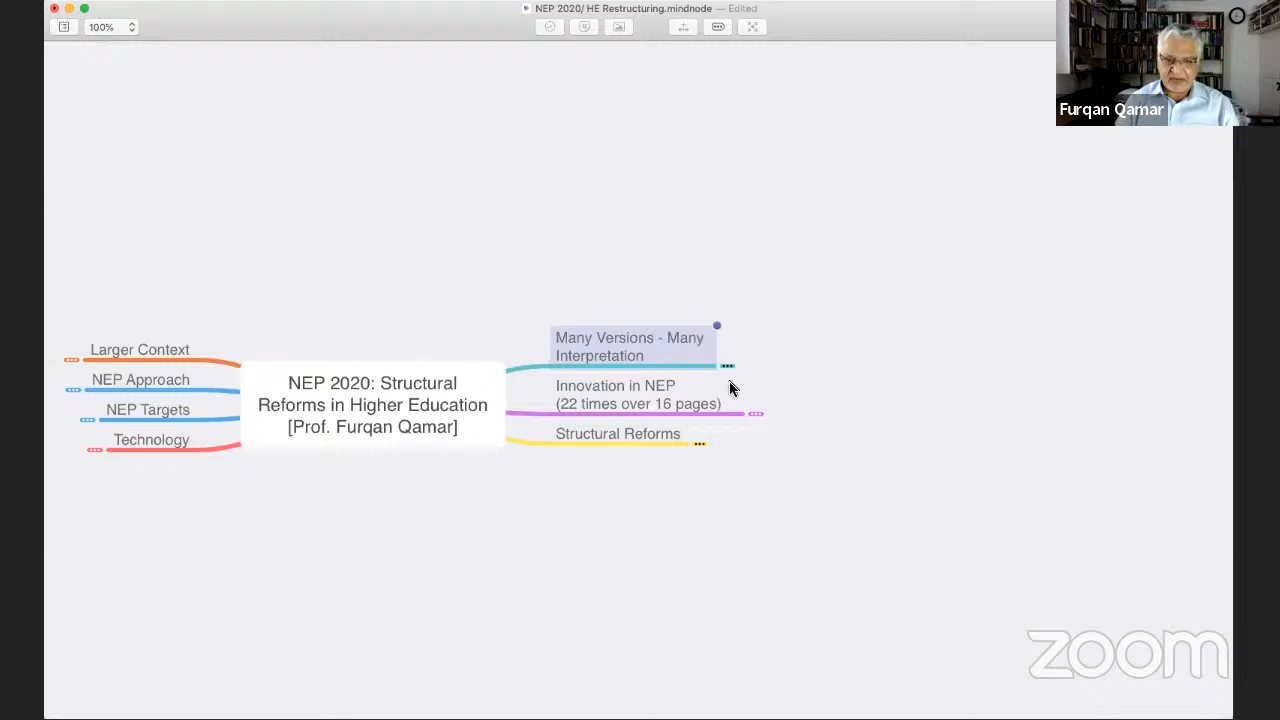 NEP 2020/ HE Restructuring.mindnode — Edited
100%
Furqan Qamar
Larger Context
NEP Approach
NEP Targets
Technology
NEP 2020: Structural
Reforms in Higher Education
[Prof. Furqan Qamar]
Many Versions - Many
Interpretation
Innovation in NEP
(22 times over 16 pages)
Structural Reforms
zoom